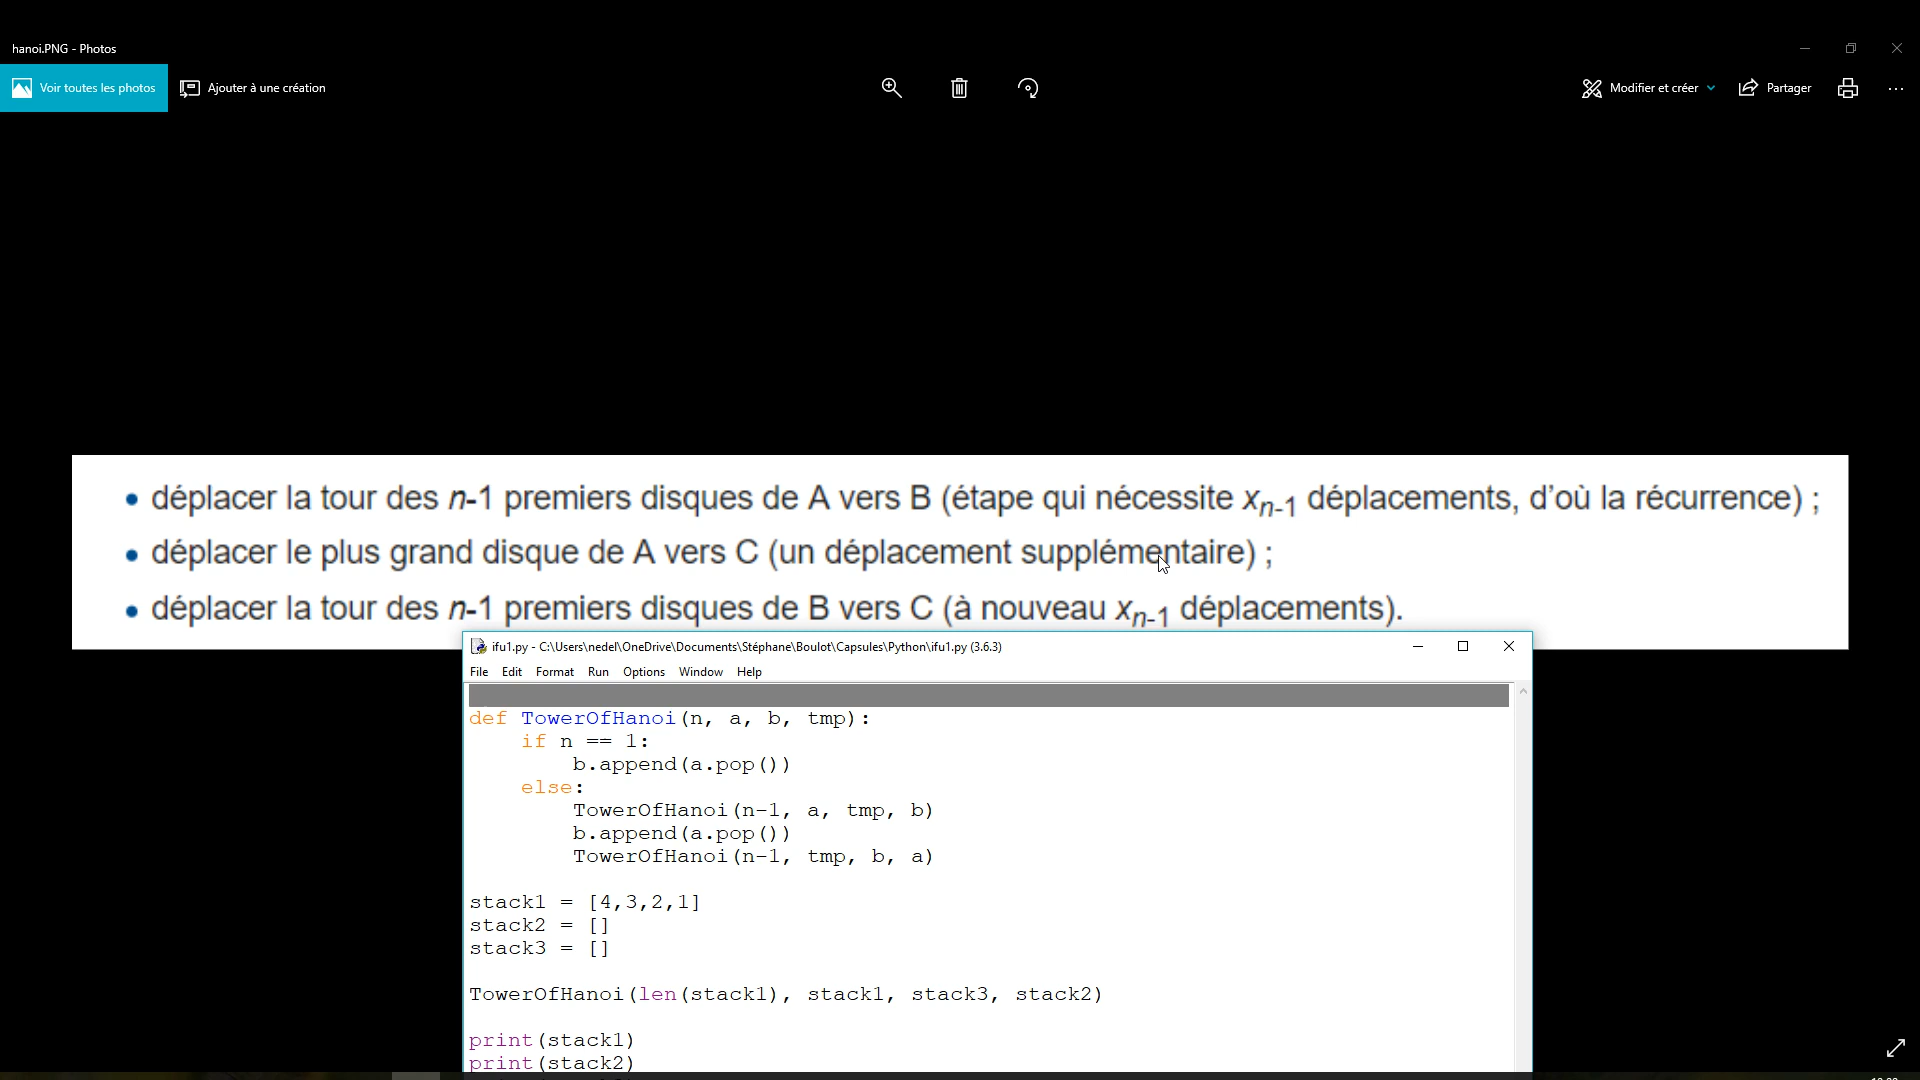 hanoi.PNG - Photos
Voir toutes les photos
Ajouter à une création
Modifier et créer
Partager
• déplacer la tour des n-1 premiers disques de A vers B (étape qui nécessite xn-1 déplacements, d’où la récurrence) ;
• déplacer le plus grand disque de A vers C (un déplacement supplémentaire) ;
• déplacer la tour des n-1 premiers disques de B vers C (à nouveau xn-1 déplacements).
ifu1.py - C:\Users\nedel\OneDrive\Documents\Stéphane\Boulot\Capsules\Python\ifu1.py (3.6.3)
File Edit Format Run Options Window Help
def TowerOfHanoi(n, a, b, tmp):
    if n == 1:
        b.append(a.pop())
    else:
        TowerOfHanoi(n-1, a, tmp, b)
        b.append(a.pop())
        TowerOfHanoi(n-1, tmp, b, a)
stack1 = [4,3,2,1]
stack2 = []
stack3 = []
TowerOfHanoi(len(stack1), stack1, stack3, stack2)
print(stack1)
print(stack2)